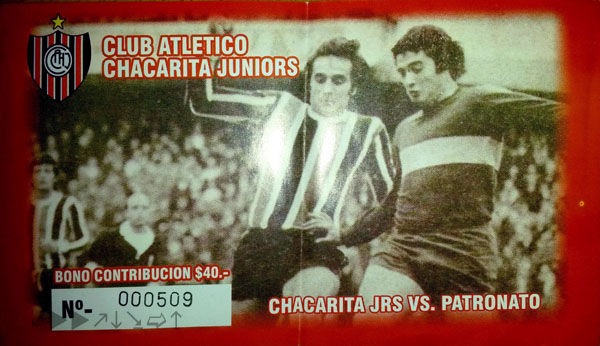 CLUB ATLETICO
CHACARITA JUNIORS
BONO CONTRIBUCION $40.-
Nº- 000509
CHACARITA JRS VS. PATRONATO